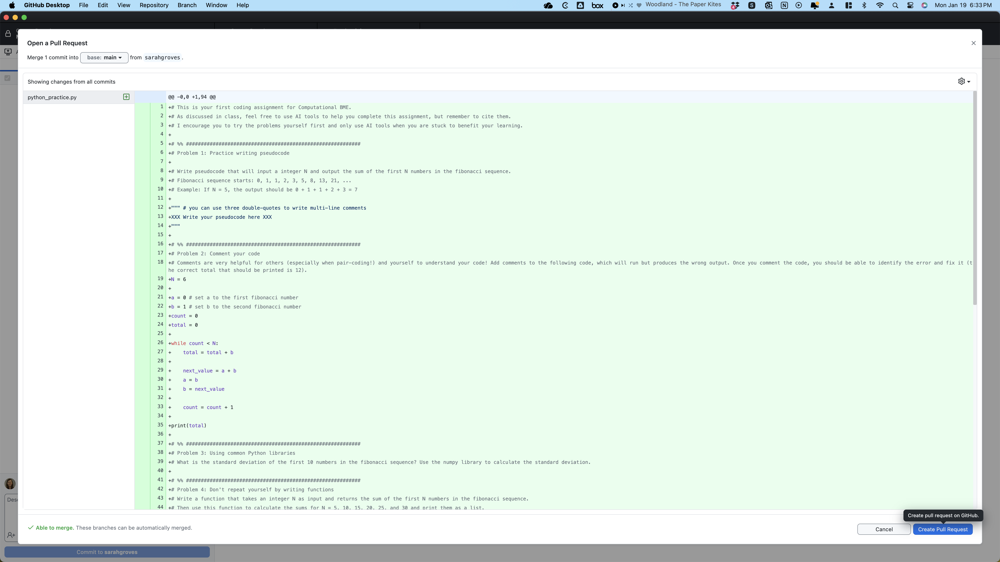 GitHub Desktop File Edit View Repository Branch Window Help box Woodland - The Paper Kites 4 S N Mon Jan 19 6:33 PM
Open a Pull Request
Merge 1 commit into base: main from sarahgroves.
Showing changes from all commits
python_practice.py
@@ -0,0 +1,94 @@
1 +# This is your first coding assignment for Computational BME.
2 +# As discussed in class, feel free to use AI tools to help you complete this assignment, but remember to cite them.
3 +# I encourage you to try the problems yourself first and only use AI tools when you are stuck to benefit your learning.
4 +
5 +# %% ###########################################################
6 +# Problem 1: Practice writing pseudocode
7 +
8 +# Write pseudocode that will input a integer N and output the sum of the first N numbers in the fibonacci sequence.
9 +# Fibonacci sequence starts: 0, 1, 1, 2, 3, 5, 8, 13, 21, ...
10 +# Example: If N = 5, the output should be 0 + 1 + 1 + 2 + 3 = 7
11 +
12 +""" # you can use three double-quotes to write multi-line comments
13 +XXX Write your pseudocode here XXX
14 +"""
15 +
16 +# %% ###########################################################
17 +# Problem 2: Comment your code
18 +# Comments are very helpful for others (especially when pair-coding!) and yourself to understand your code! Add comments to the following code, which will run but produces the wrong output. Once you comment the code, you should be able to identify the error and fix it (t
he correct total that should be printed is 12).
19 +N = 6
20 +
21 +a = 0 # set a to the first fibonacci number
22 +b = 1 # set b to the second fibonacci number
23 +count = 0
24 +total = 0
25 +
26 +while count < N:
27 +    total = total + b
28 +
29 +    next_value = a + b
30 +    a = b
31 +    b = next_value
32 +
33 +    count = count + 1
34 +
35 +print(total)
36 +
37 +# %% ###########################################################
38 +# Problem 3: Using common Python libraries
39 +# What is the standard deviation of the first 10 numbers in the fibonacci sequence? Use the numpy library to calculate the standard deviation.
40 +
41 +# %% ###########################################################
42 +# Problem 4: Don't repeat yourself by writing functions
43 +# Write a function that takes an integer N as input and returns the sum of the first N numbers in the fibonacci sequence.
44 +# Then use this function to calculate the sums for N = 5, 10, 15, 20, 25, and 30 and print them as a list.
Desc
Create pull request on GitHub.
Able to merge. These branches can be automatically merged.
Cancel Create Pull Request
Commit to sarahgroves